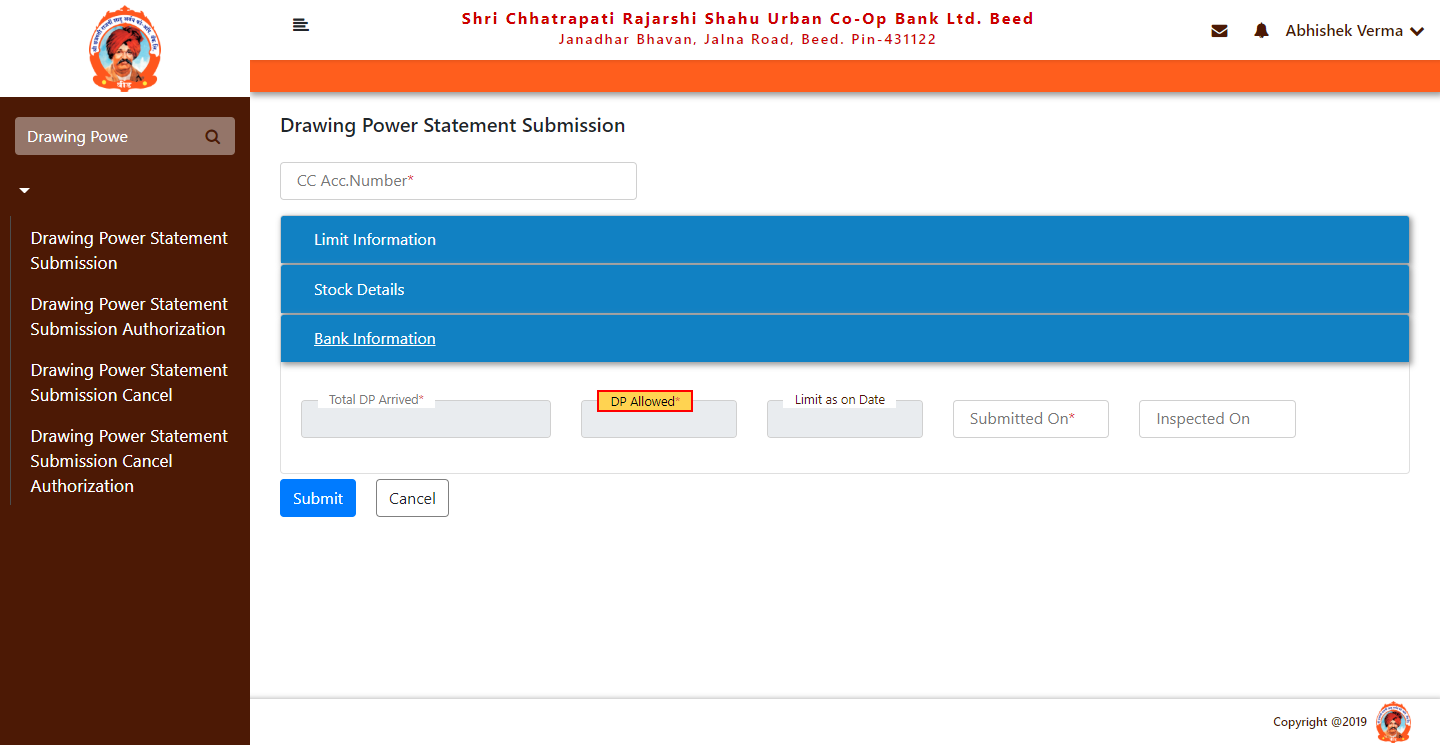 Shri Chhatrapati Rajarshi Shahu Urban Co-Op Bank Ltd. Beed
Janadhar Bhavan, Jalna Road, Beed. Pin-431122
Abhishek Verma
Drawing Powe
Drawing Power Statement
Submission
Drawing Power Statement
Submission Authorization
Drawing Power Statement
Submission Cancel
Drawing Power Statement
Submission Cancel
Authorization
Drawing Power Statement Submission
CC Acc.Number*
Limit Information
Stock Details
Bank Information
Total DP Arrived*
DP Allowed*
Limit as on Date
Submitted On*
Inspected On
Submit
Cancel
Copyright @2019